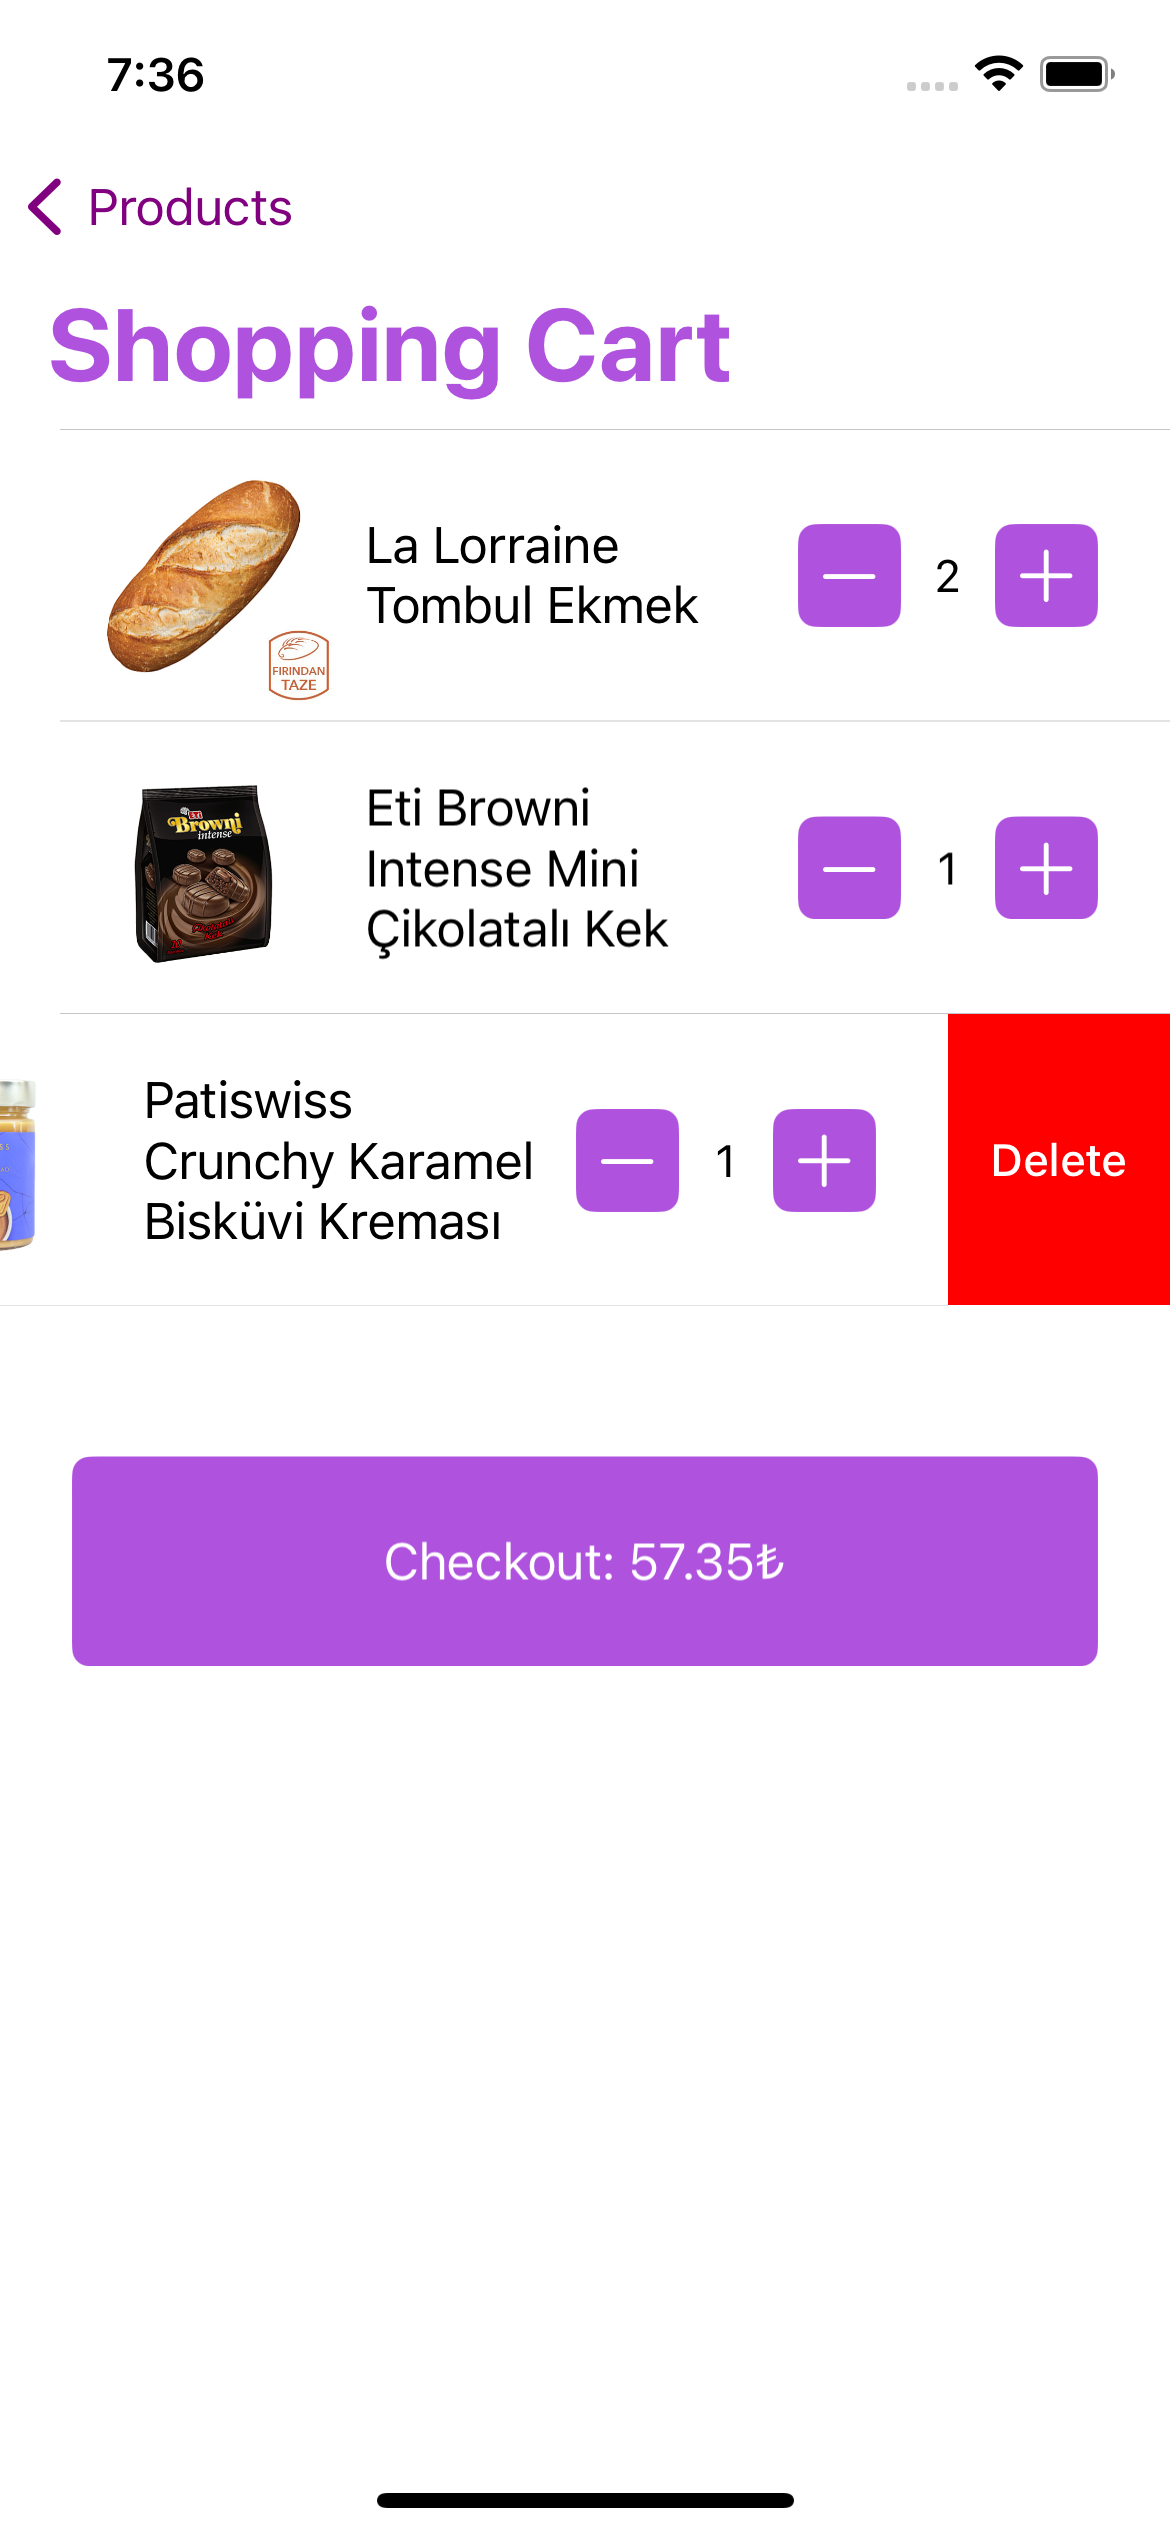 7:36
Products
Shopping Cart
La Lorraine
Tombul Ekmek
2
FIRINDAN
TAZE
ETİ
Browni
intense
Eti Browni
Intense Mini
Çikolatalı Kek
1
Patiswiss
Crunchy Karamel
Bisküvi Kreması
1
Delete
Checkout: 57.35₺